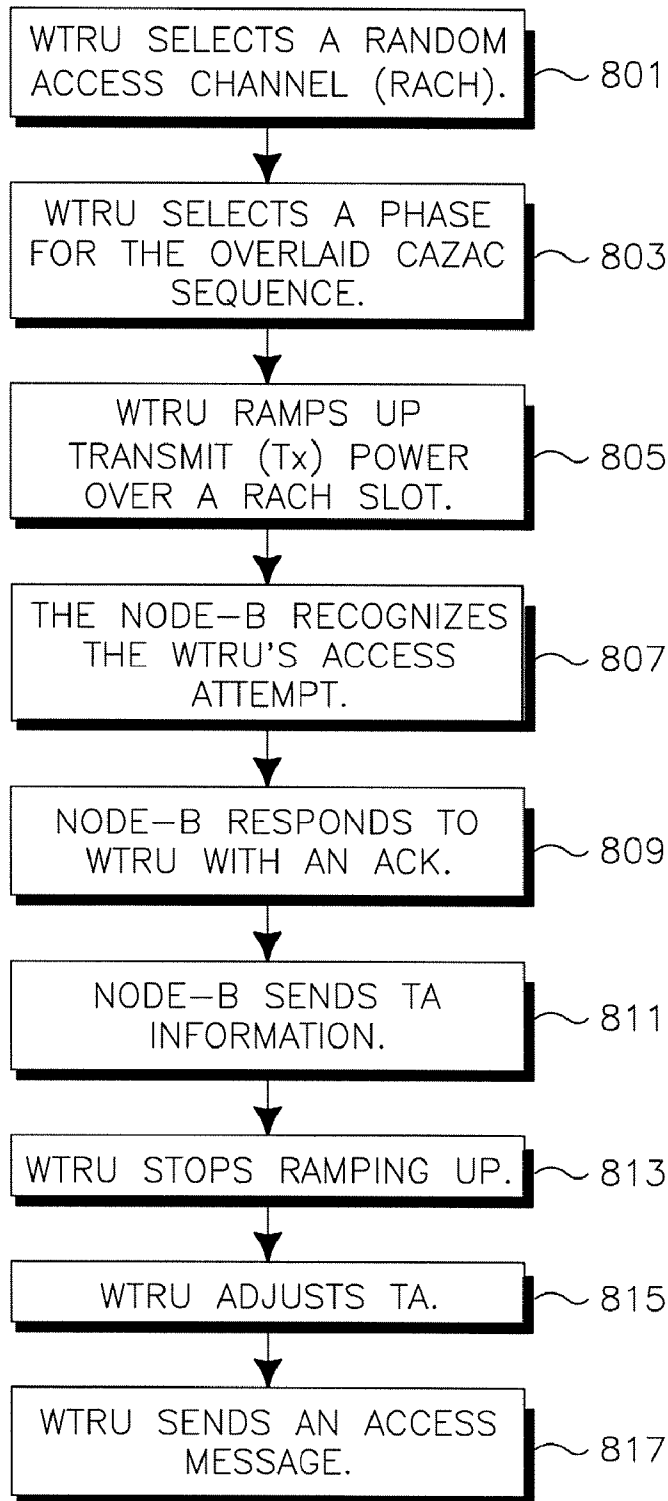 WTRU SELECTS A RANDOM
ACCESS CHANNEL (RACH).
801
WTRU SELECTS A PHASE
FOR THE OVERLAID CAZAC
SEQUENCE.
803
WTRU RAMPS UP
TRANSMIT (Tx) POWER
OVER A RACH SLOT.
805
THE NODE–B RECOGNIZES
THE WTRU'S ACCESS
ATTEMPT.
807
NODE–B RESPONDS TO
WTRU WITH AN ACK.
809
NODE–B SENDS TA
INFORMATION.
811
WTRU STOPS RAMPING UP.
813
WTRU ADJUSTS TA.
815
WTRU SENDS AN ACCESS
MESSAGE.
817